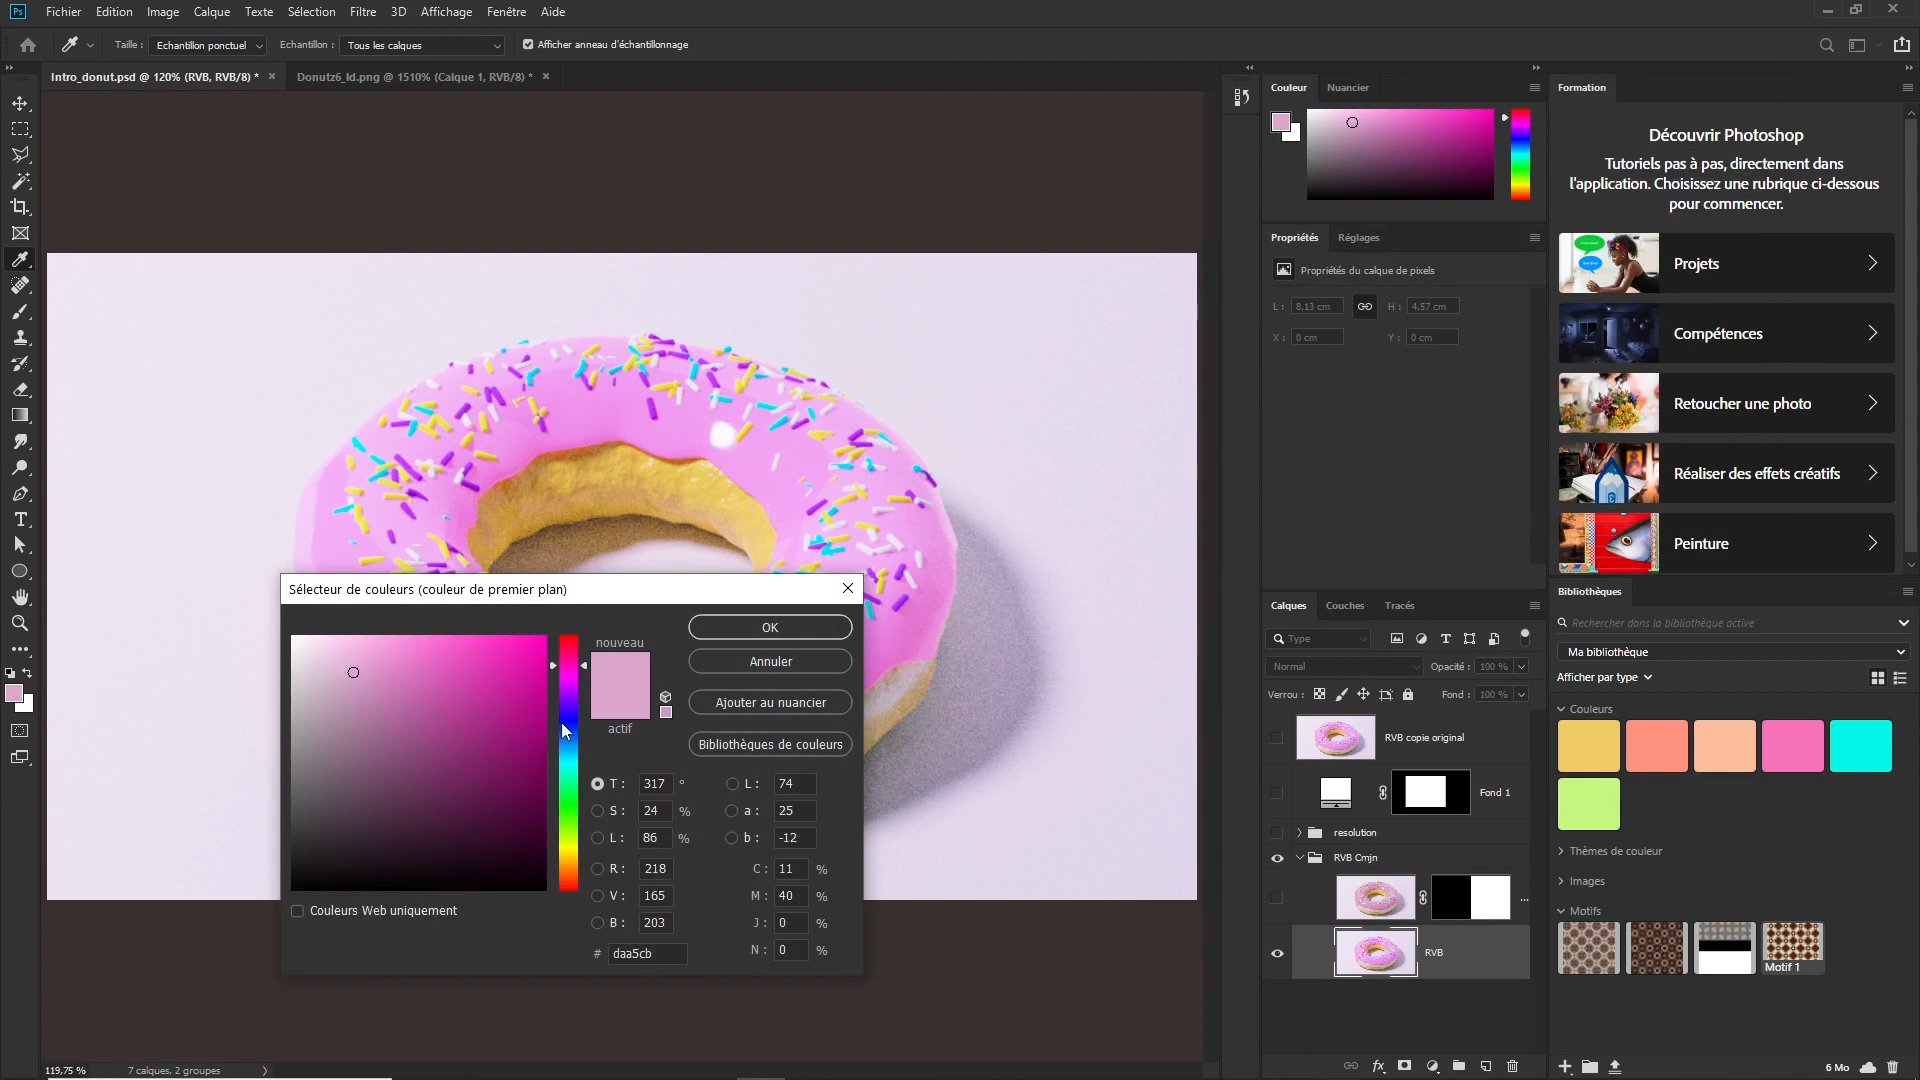 Ps Fichier Edition Image Calque Texte Sélection Filtre 3D Affichage Fenêtre Aide
Taille : Echantillon ponctuel Echantillon : Tous les calques Afficher anneau d'échantillonnage
Intro_donut.psd @ 120% (RVB, RVB/8) * Donutz6_ld.png @ 1510% (Calque 1, RVB/8) *
Couleur Nuancier
Propriétés Réglages
Propriétés du calque de pixels
L : 8,13 cm H : 4,57 cm
X : 0 cm Y : 0 cm
Formation
Découvrir Photoshop
Tutoriels pas à pas, directement dans
l'application. Choisissez une rubrique ci-dessous
pour commencer.
Projets
Compétences
Retoucher une photo
Réaliser des effets créatifs
Peinture
Sélecteur de couleurs (couleur de premier plan)
nouveau
actif
OK
Annuler
Ajouter au nuancier
Bibliothèques de couleurs
T : 317 ° L : 74
S : 24 % a : 25
L : 86 % b : -12
R : 218 C : 11 %
V : 165 M : 40 %
B : 203 J : 0 %
# daa5cb N : 0 %
Couleurs Web uniquement
Calques Couches Tracés
Type
Normal Opacité : 100 %
Verrou : Fond : 100 %
RVB copie original
Fond 1
resolution
RVB Cmjn
...
RVB
fx
Bibliothèques
Rechercher dans la bibliothèque active
Ma bibliothèque
Afficher par type
Couleurs
Thèmes de couleur
Images
Motifs
Motif 1
6 Mo
119,75 % 7 calques, 2 groupes